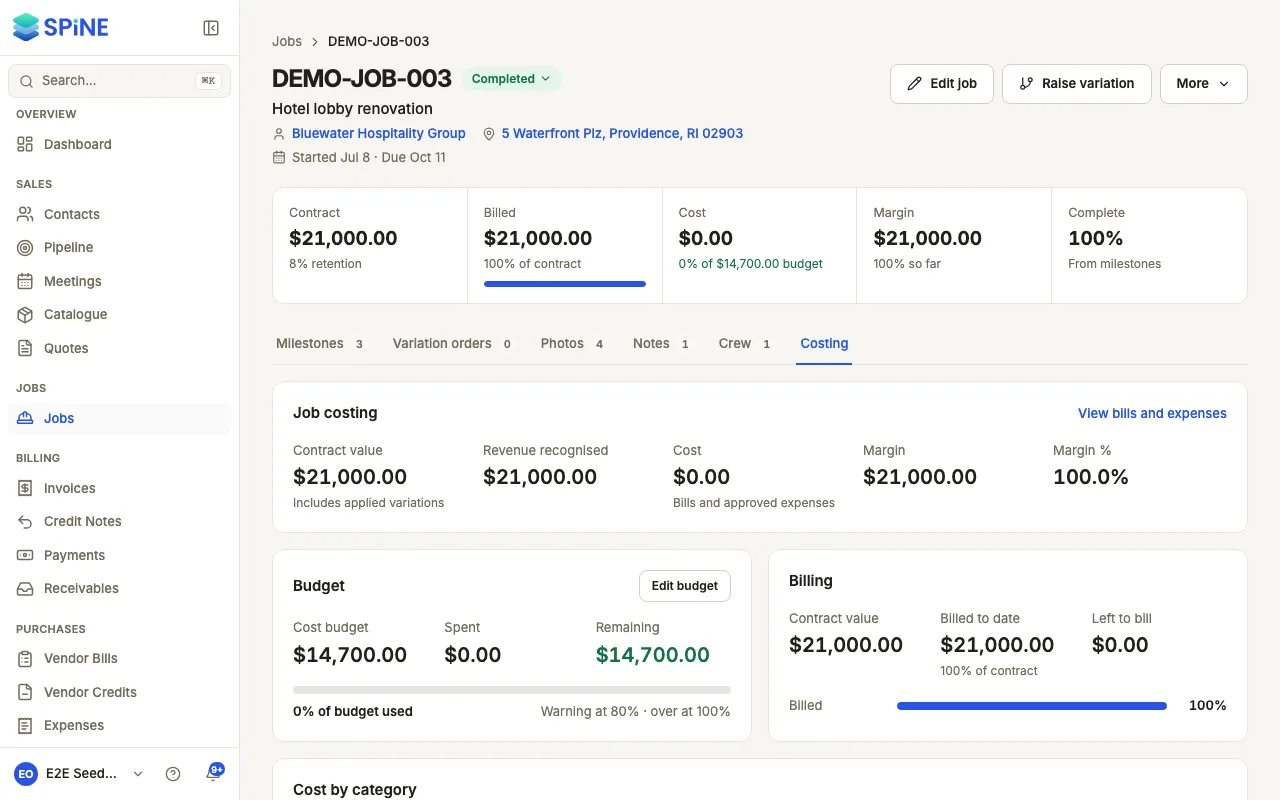 SPiNE
Search...
⌘K
OVERVIEW
Dashboard
SALES
Contacts
Pipeline
Meetings
Catalogue
Quotes
JOBS
Jobs
BILLING
Invoices
Credit Notes
Payments
Receivables
PURCHASES
Vendor Bills
Vendor Credits
Expenses
EO E2E Seed...
9+
Jobs > DEMO-JOB-003
DEMO-JOB-003 Completed
Edit job Raise variation More
Hotel lobby renovation
Bluewater Hospitality Group 5 Waterfront Plz, Providence, RI 02903
Started Jul 8 · Due Oct 11
Contract Billed Cost Margin Complete
$21,000.00 $21,000.00 $0.00 $21,000.00 100%
8% retention 100% of contract 0% of $14,700.00 budget 100% so far From milestones
Milestones 3 Variation orders 0 Photos 4 Notes 1 Crew 1 Costing
Job costing View bills and expenses
Contract value Revenue recognised Cost Margin Margin %
$21,000.00 $21,000.00 $0.00 $21,000.00 100.0%
Includes applied variations Bills and approved expenses
Budget Edit budget
Cost budget Spent Remaining
$14,700.00 $0.00 $14,700.00
0% of budget used Warning at 80% · over at 100%
Billing
Contract value Billed to date Left to bill
$21,000.00 $21,000.00 $0.00
100% of contract
Billed 100%
Cost by category